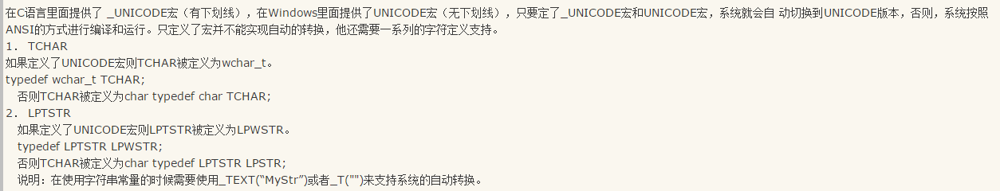 在C语言里面提供了 _UNICODE宏（有下划线），在Windows里面提供了UNICODE宏（无下划线），只要定了_UNICODE宏和UNICODE宏，系统就会自 动切换到UNICODE版本，否则，系统按照
ANSI的方式进行编译和运行。只定义了宏并不能实现自动的转换，他还需要一系列的字符定义支持。
1. TCHAR
如果定义了UNICODE宏则TCHAR被定义为wchar_t。
typedef wchar_t TCHAR;
否则TCHAR被定义为char typedef char TCHAR;
2. LPTSTR
如果定义了UNICODE宏则LPTSTR被定义为LPWSTR。
typedef LPTSTR LPWSTR;
否则TCHAR被定义为char typedef LPTSTR LPSTR;
说明：在使用字符串常量的时候需要使用_TEXT(“MyStr”)或者_T("")来支持系统的自动转换。